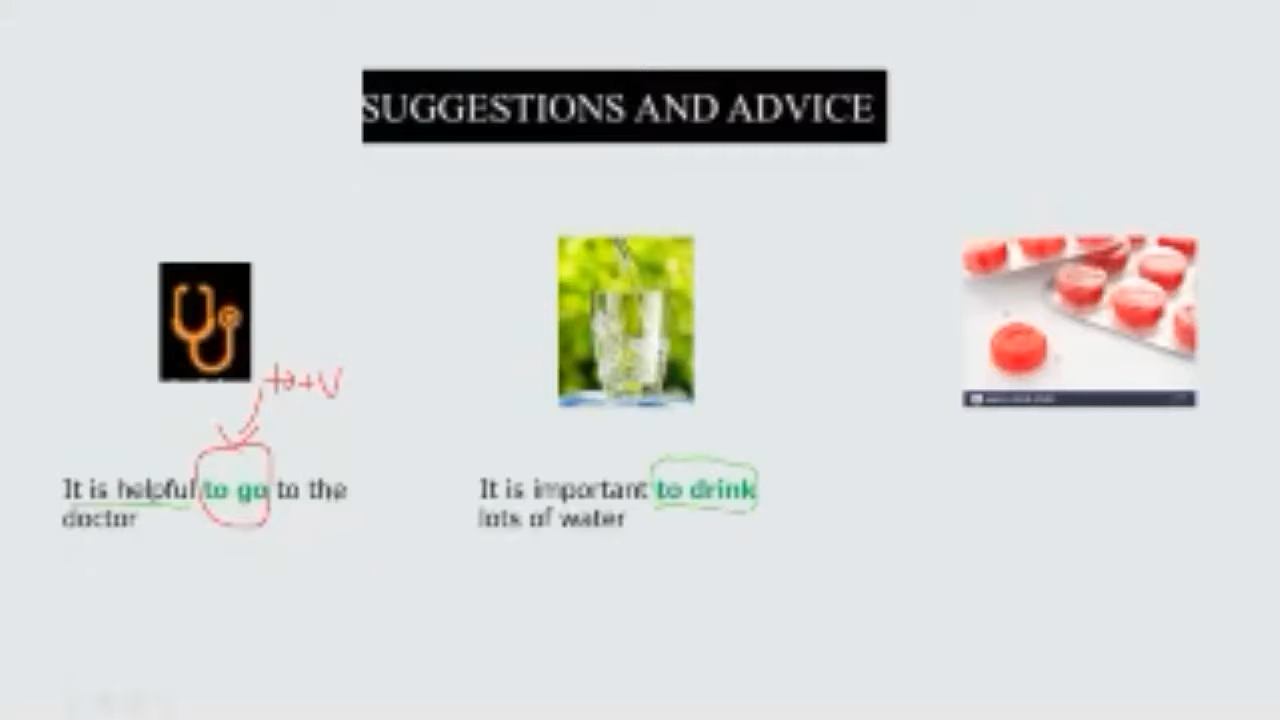 SUGGESTIONS AND ADVICE
to+V
It is helpful to go to the
doctor
It is important to drink
lots of water